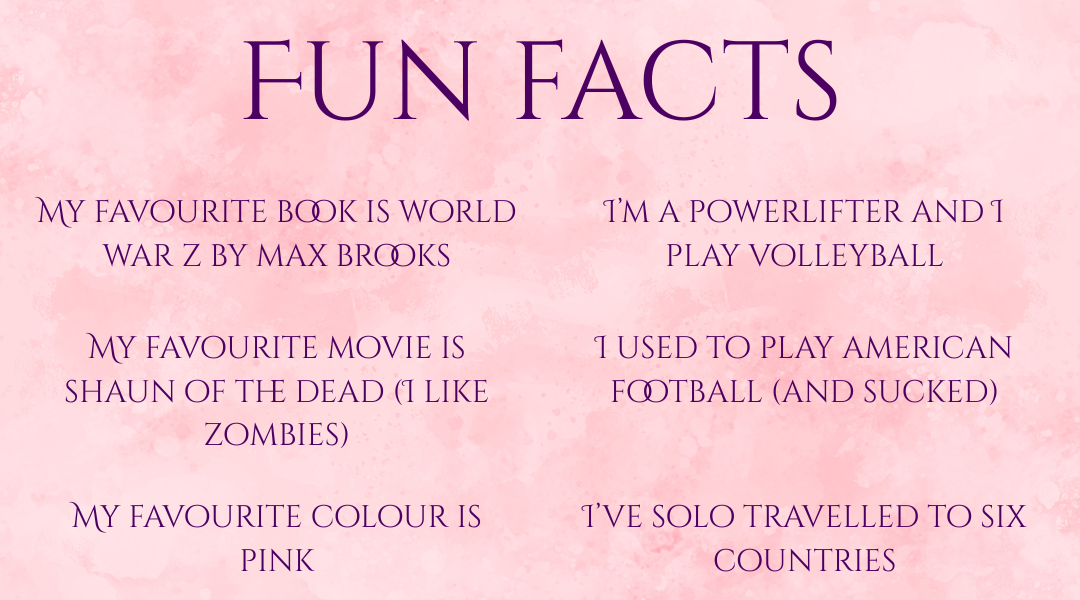 FUN FACTS
MY FAVOURITE BOOK IS WORLD
WAR Z BY MAX BROOKS
MY FAVOURITE MOVIE IS
SHAUN OF THE DEAD (I LIKE
ZOMBIES)
MY FAVOURITE COLOUR IS
PINK
I'M A POWERLIFTER AND I
PLAY VOLLEYBALL
I USED TO PLAY AMERICAN
FOOTBALL (AND SUCKED)
I'VE SOLO TRAVELLED TO SIX
COUNTRIES